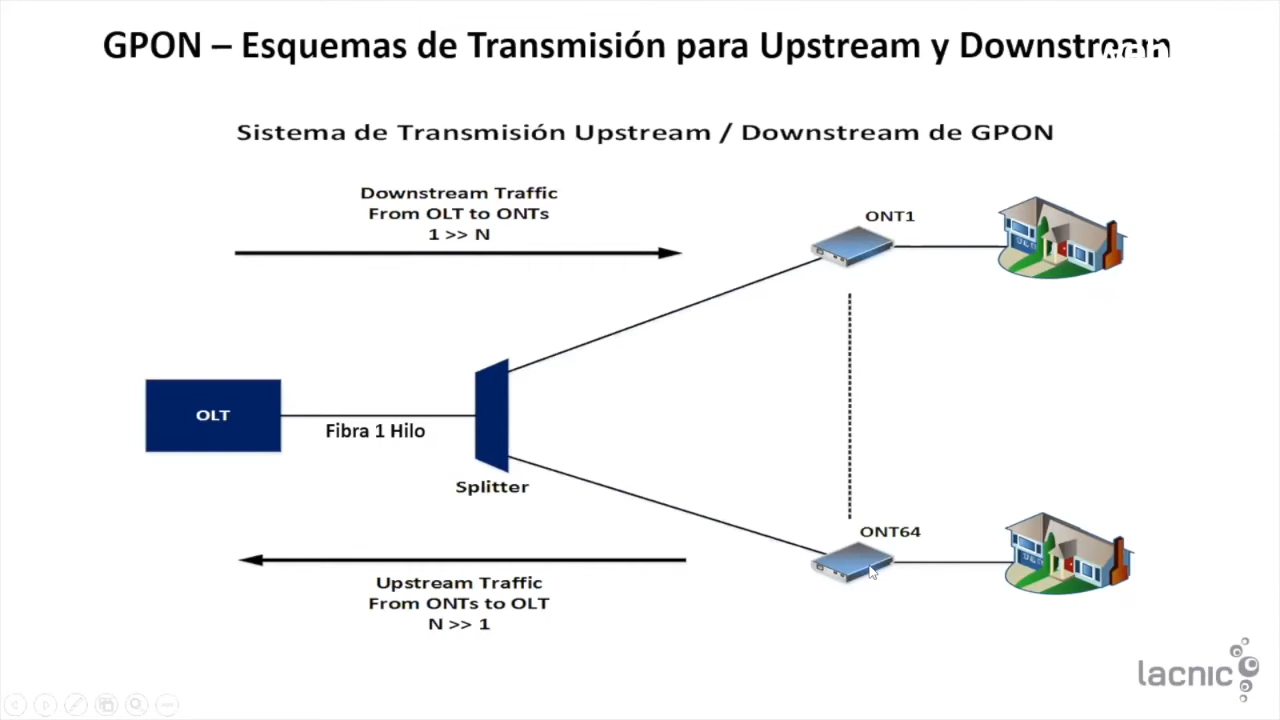 GPON – Esquemas de Transmisión para Upstream y Downstream
Sistema de Transmisión Upstream / Downstream de GPON
Downstream Traffic
From OLT to ONTs
1 >> N
ONT1
OLT
Fibra 1 Hilo
Splitter
ONT64
Upstream Traffic
From ONTs to OLT
N >> 1
lacnic